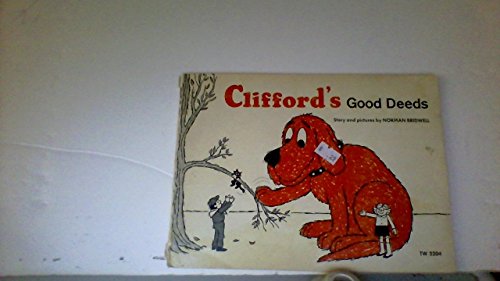 Clifford's Good Deeds
Story and pictures by NORMAN BRIDWELL
TW 2204